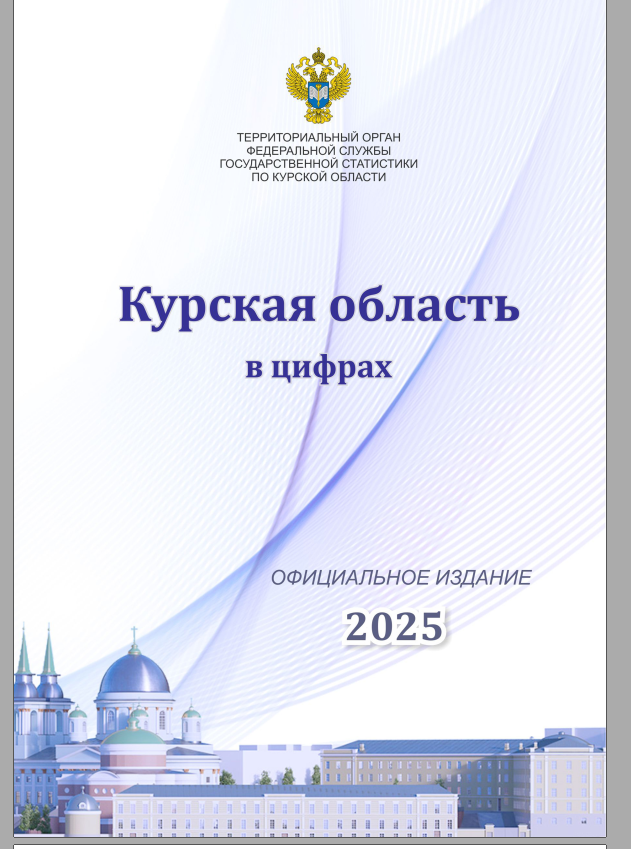 ТЕРРИТОРИАЛЬНЫЙ ОРГАН
ФЕДЕРАЛЬНОЙ СЛУЖБЫ
ГОСУДАРСТВЕННОЙ СТАТИСТИКИ
ПО КУРСКОЙ ОБЛАСТИ
Курская область
в цифрах
ОФИЦИАЛЬНОЕ ИЗДАНИЕ
2025